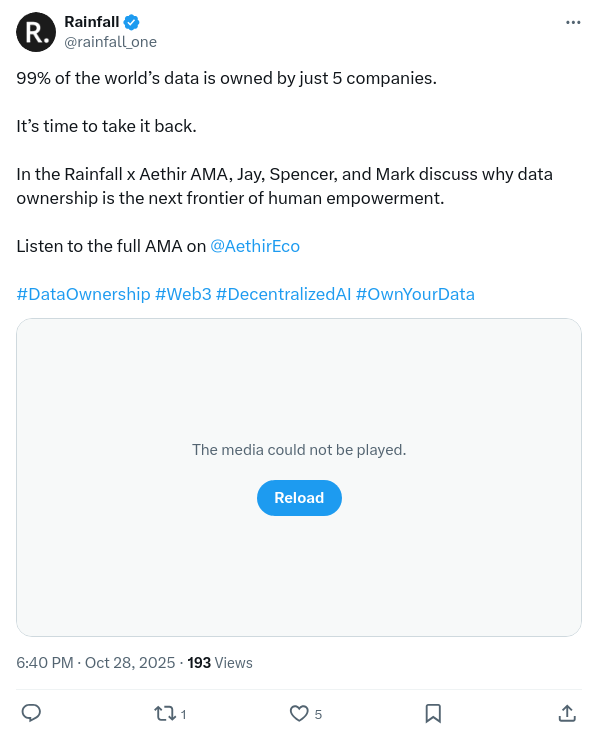 R.
Rainfall
@rainfall_one
99% of the world’s data is owned by just 5 companies.
It’s time to take it back.
In the Rainfall x Aethir AMA, Jay, Spencer, and Mark discuss why data
ownership is the next frontier of human empowerment.
Listen to the full AMA on @AethirEco
#DataOwnership #Web3 #DecentralizedAI #OwnYourData
The media could not be played.
Reload
6:40 PM · Oct 28, 2025 · 193 Views
1
5